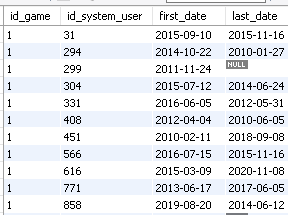 id_game id_system_user first_date last_date
1 31 2015-09-10 2015-11-16
1 294 2014-10-22 2010-01-27
1 299 2011-11-24 NULL
1 304 2015-07-12 2014-06-24
1 331 2016-06-05 2012-05-31
1 408 2012-04-04 2010-06-05
1 451 2010-02-11 2018-09-08
1 566 2016-07-15 2015-11-16
1 616 2015-03-09 2020-11-08
1 771 2013-06-17 2017-06-05
1 858 2019-08-20 2014-06-12